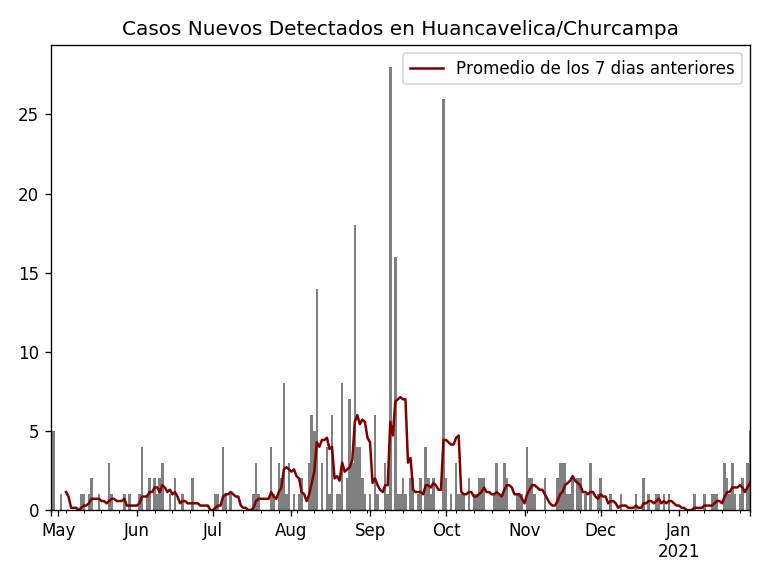 Casos Nuevos Detectados en Huancavelica/Churcampa
Promedio de los 7 dias anteriores
25
20
15
10
5
0
May Jun Jul Aug Sep Oct Nov Dec Jan
2021